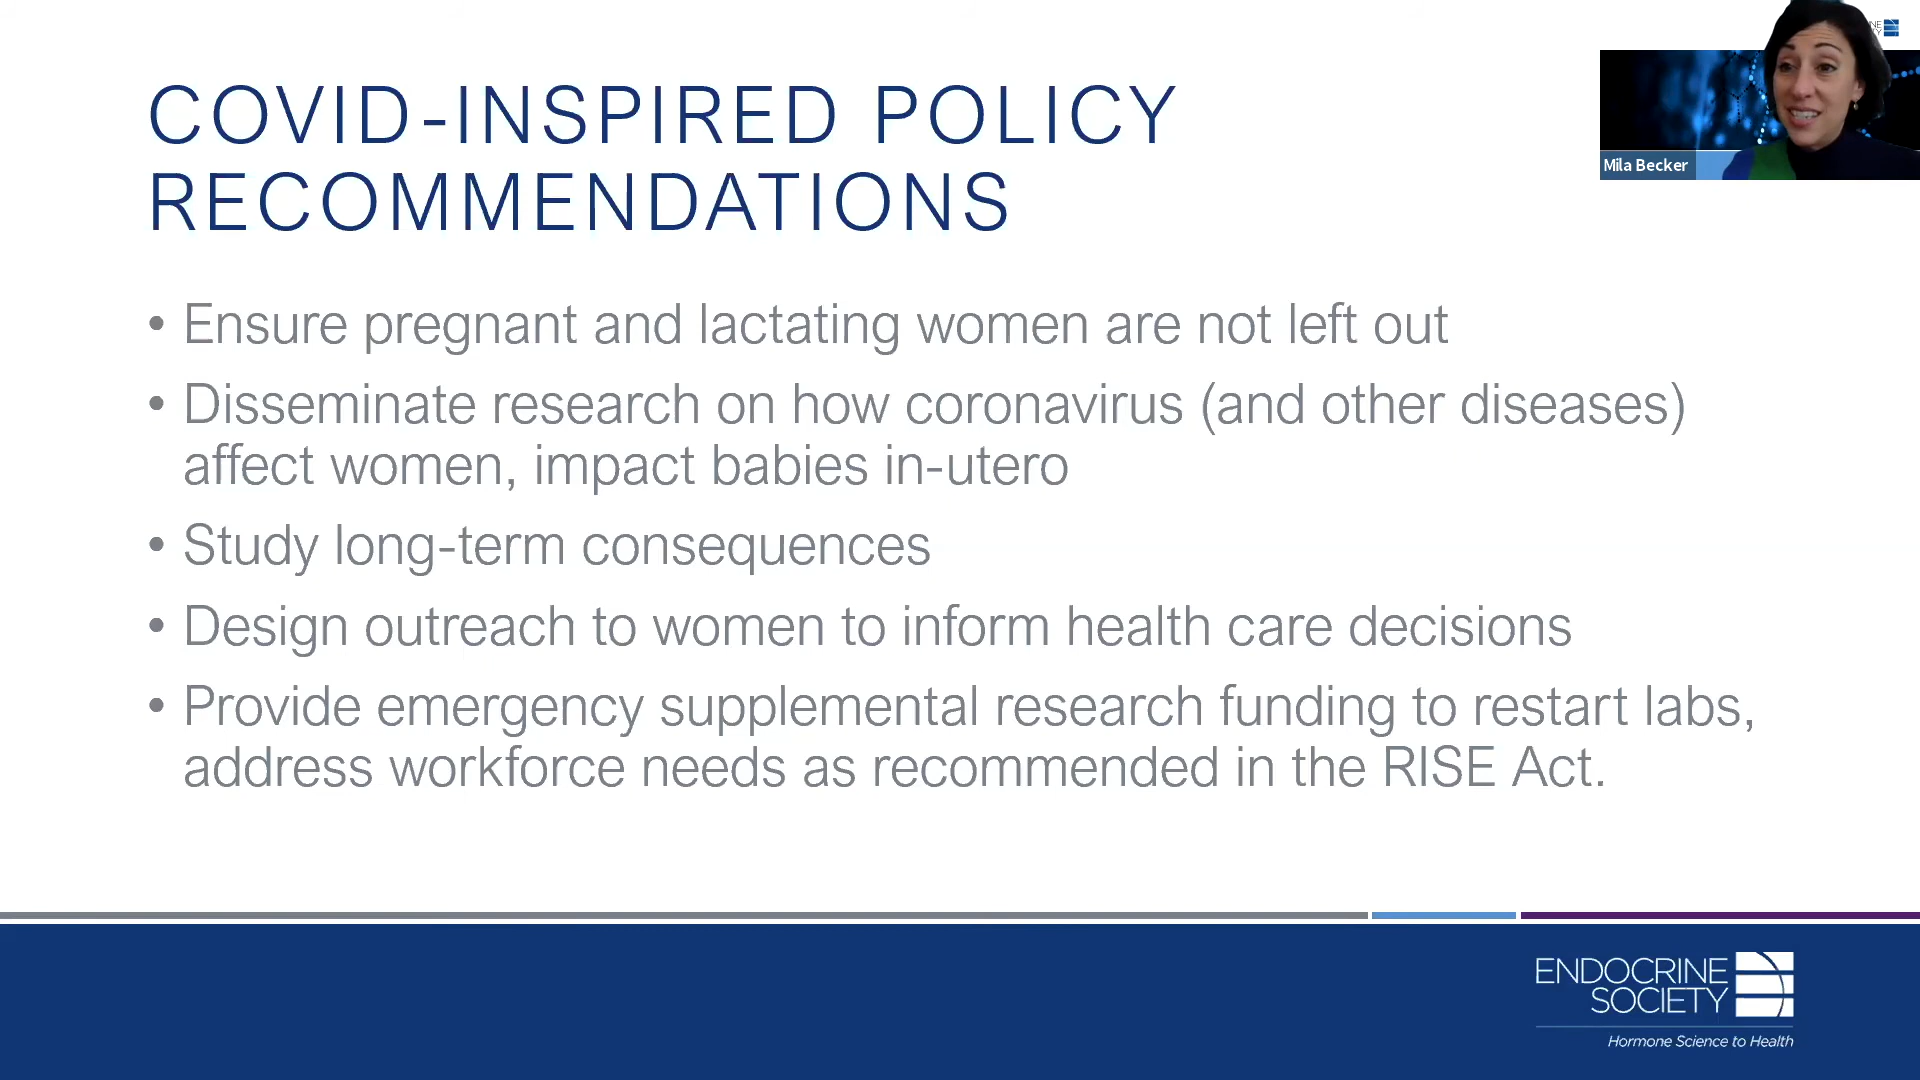 COVID-INSPIRED POLICY
RECOMMENDATIONS
Mila Becker
• Ensure pregnant and lactating women are not left out
• Disseminate research on how coronavirus (and other diseases)
affect women, impact babies in-utero
• Study long-term consequences
• Design outreach to women to inform health care decisions
• Provide emergency supplemental research funding to restart labs,
address workforce needs as recommended in the RISE Act.
ENDOCRINE
SOCIETY
Hormone Science to Health